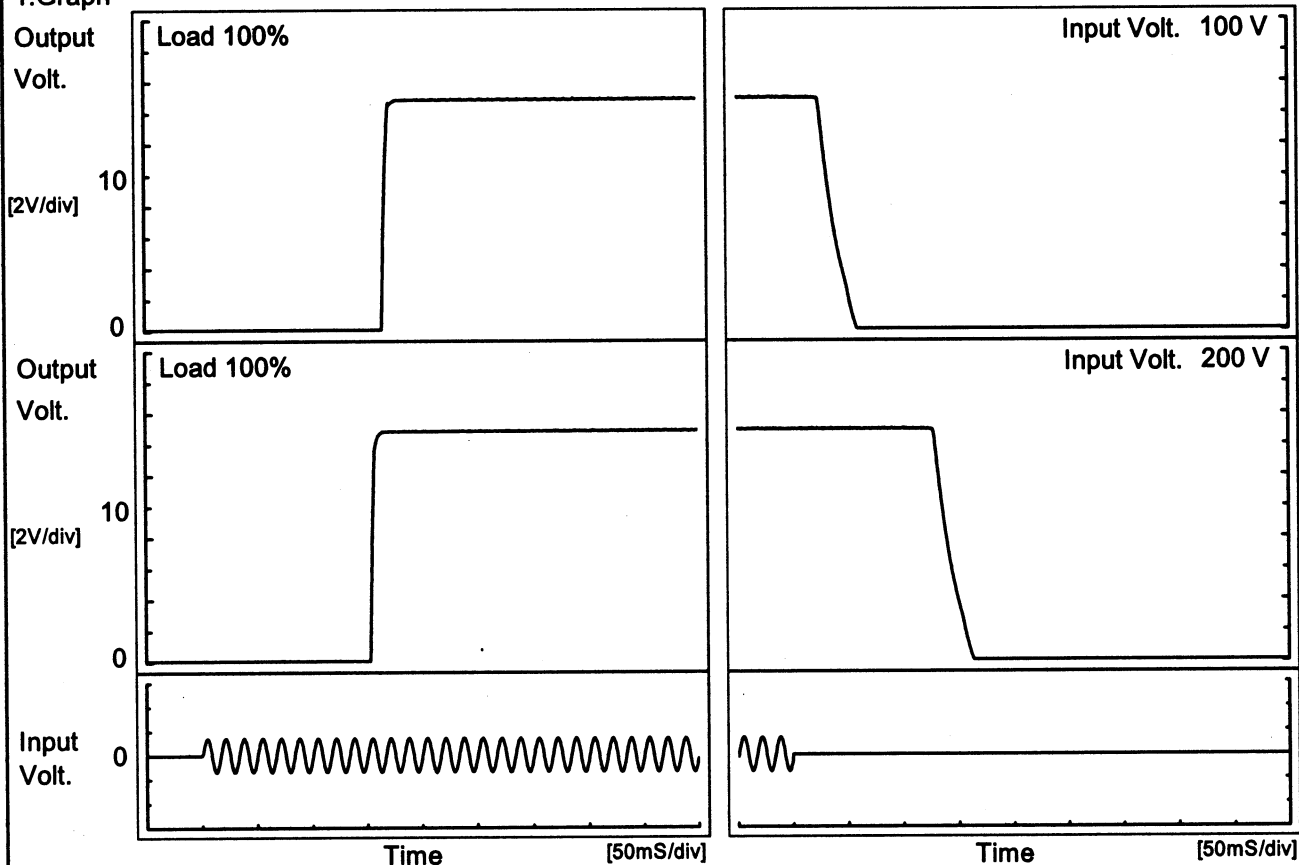 1.Graph
Output
Volt.
Load 100%
Input Volt. 100 V
10
[2V/div]
0
Output
Volt.
Load 100%
Input Volt. 200 V
10
[2V/div]
0
Input
Volt.
0
Time
[50mS/div]
Time
[50mS/div]